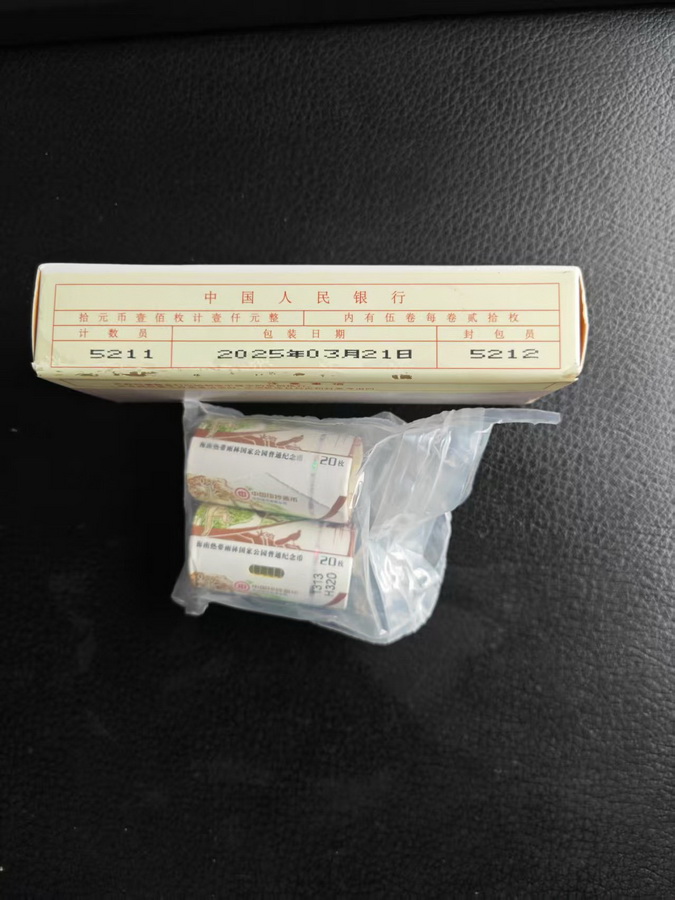 中国人民银行
拾元币壹佰枚计壹仟元整 内有伍卷每卷贰拾枚
计数员 包装日期 封包员
5211 2025年03月21日 5212
海南热带雨林国家公园普通纪念币 20枚
海南热带雨林国家公园普通纪念币 20枚
1313
H320